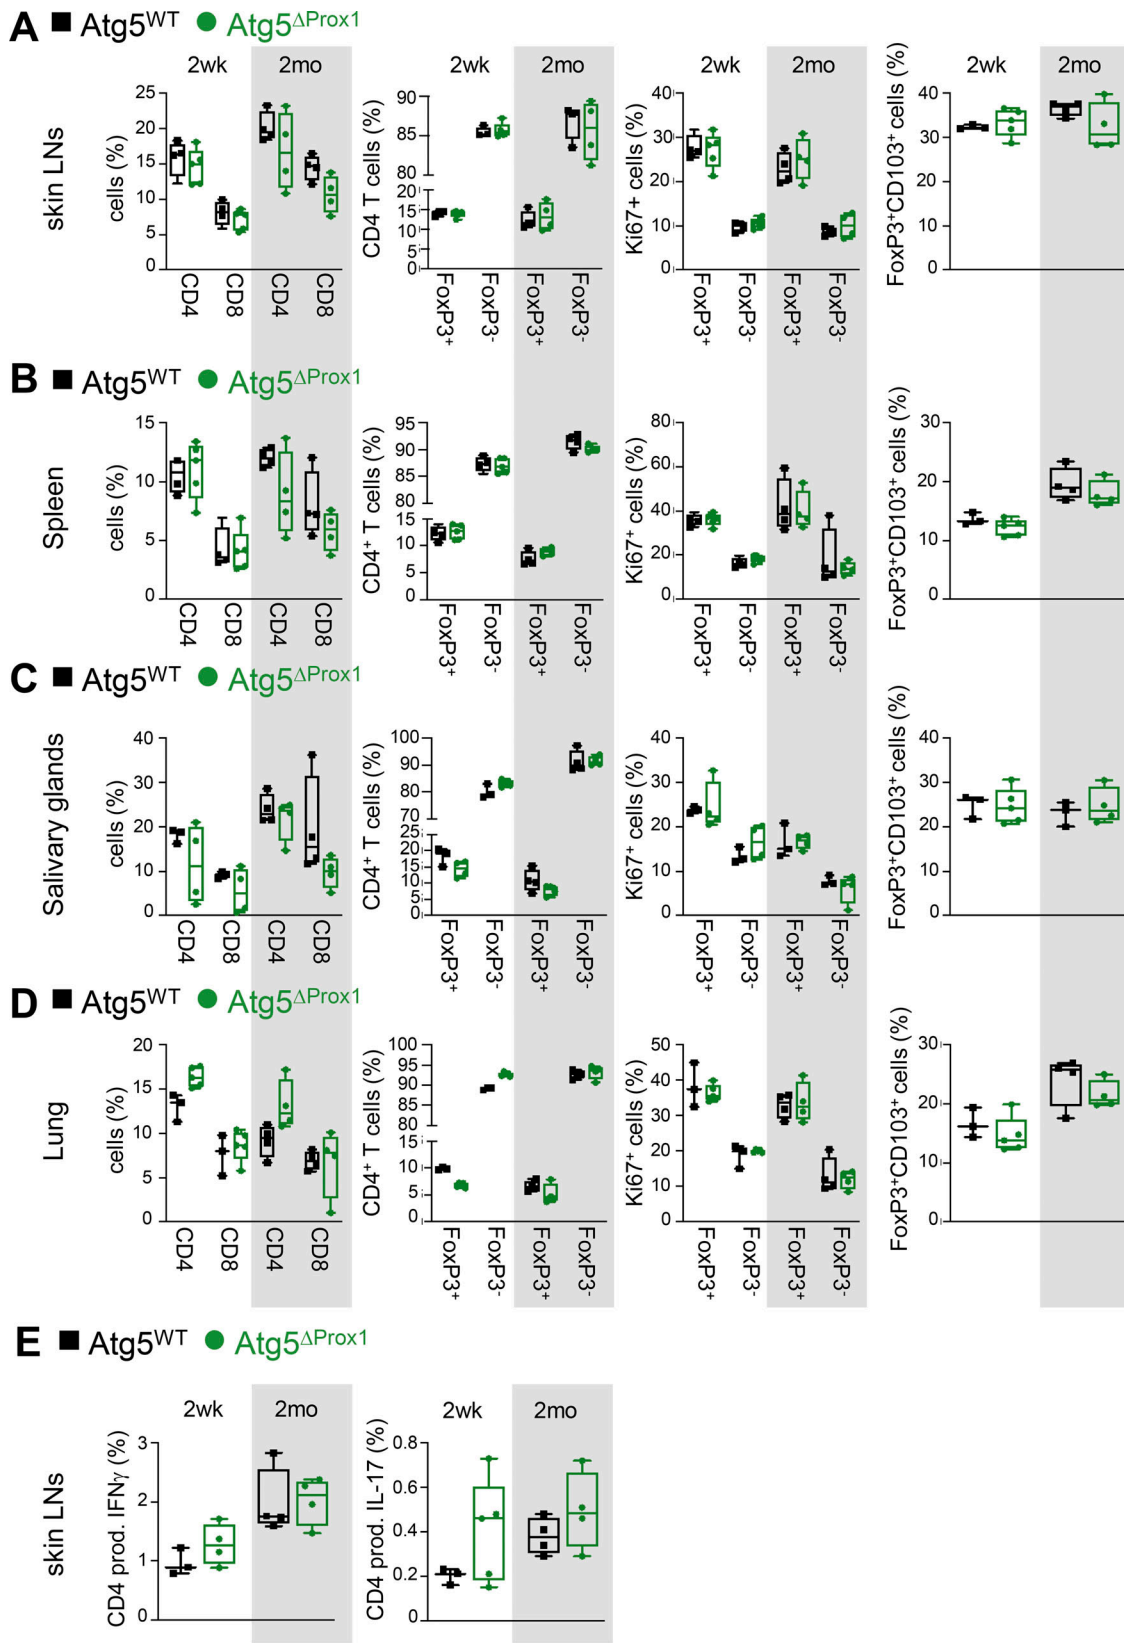 A ■ Atg5WT ● Atg5ΔProx1
2wk 2mo 2wk 2mo 2wk 2mo 2wk 2mo
skin LNs
cells (%)
25
20
15
10
5
0
CD4 CD8 CD4 CD8
CD4 T cells (%)
90
85
80
20
15
10
5
0
FoxP3+ FoxP3- FoxP3+ FoxP3-
Ki67+ cells (%)
40
30
20
10
0
FoxP3+ FoxP3- FoxP3+ FoxP3-
FoxP3+CD103+ cells (%)
40
30
20
10
0
B ■ Atg5WT ● Atg5ΔProx1
Spleen
cells (%)
15
10
5
0
CD4 CD8 CD4 CD8
CD4+ T cells (%)
95
90
85
80
15
10
5
0
FoxP3+ FoxP3- FoxP3+ FoxP3-
Ki67+ cells (%)
80
60
40
20
0
FoxP3+ FoxP3- FoxP3+ FoxP3-
FoxP3+CD103+ cells (%)
30
20
10
0
C ■ Atg5WT ● Atg5ΔProx1
Salivary glands
cells (%)
40
30
20
10
0
CD4 CD8 CD4 CD8
CD4+ T cells (%)
100
90
80
70
25
20
15
10
5
0
FoxP3+ FoxP3- FoxP3+ FoxP3-
Ki67+ cells (%)
40
30
20
10
0
FoxP3+ FoxP3- FoxP3+ FoxP3-
FoxP3+CD103+ cells (%)
40
30
20
10
0
D ■ Atg5WT ● Atg5ΔProx1
Lung
cells (%)
20
15
10
5
0
CD4 CD8 CD4 CD8
CD4+ T cells (%)
100
95
90
85
80
15
10
5
0
FoxP3+ FoxP3- FoxP3+ FoxP3-
Ki67+ cells (%)
50
40
30
20
10
0
FoxP3+ FoxP3- FoxP3+ FoxP3-
FoxP3+CD103+ cells (%)
30
20
10
0
E ■ Atg5WT ● Atg5ΔProx1
2wk 2mo 2wk 2mo
skin LNs
CD4 prod. IFNγ (%)
3
2
1
0
CD4 prod. IL-17 (%)
0.8
0.6
0.4
0.2
0